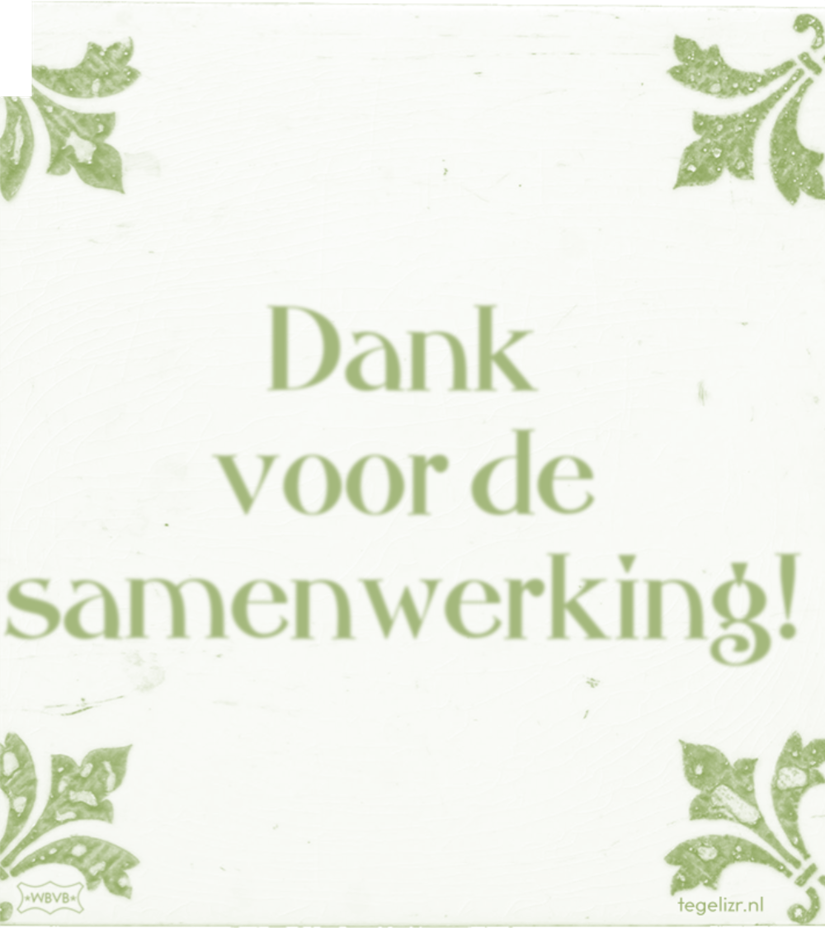 Dank
voor de
samenwerking!
•WBVB•
tegelizr.nl